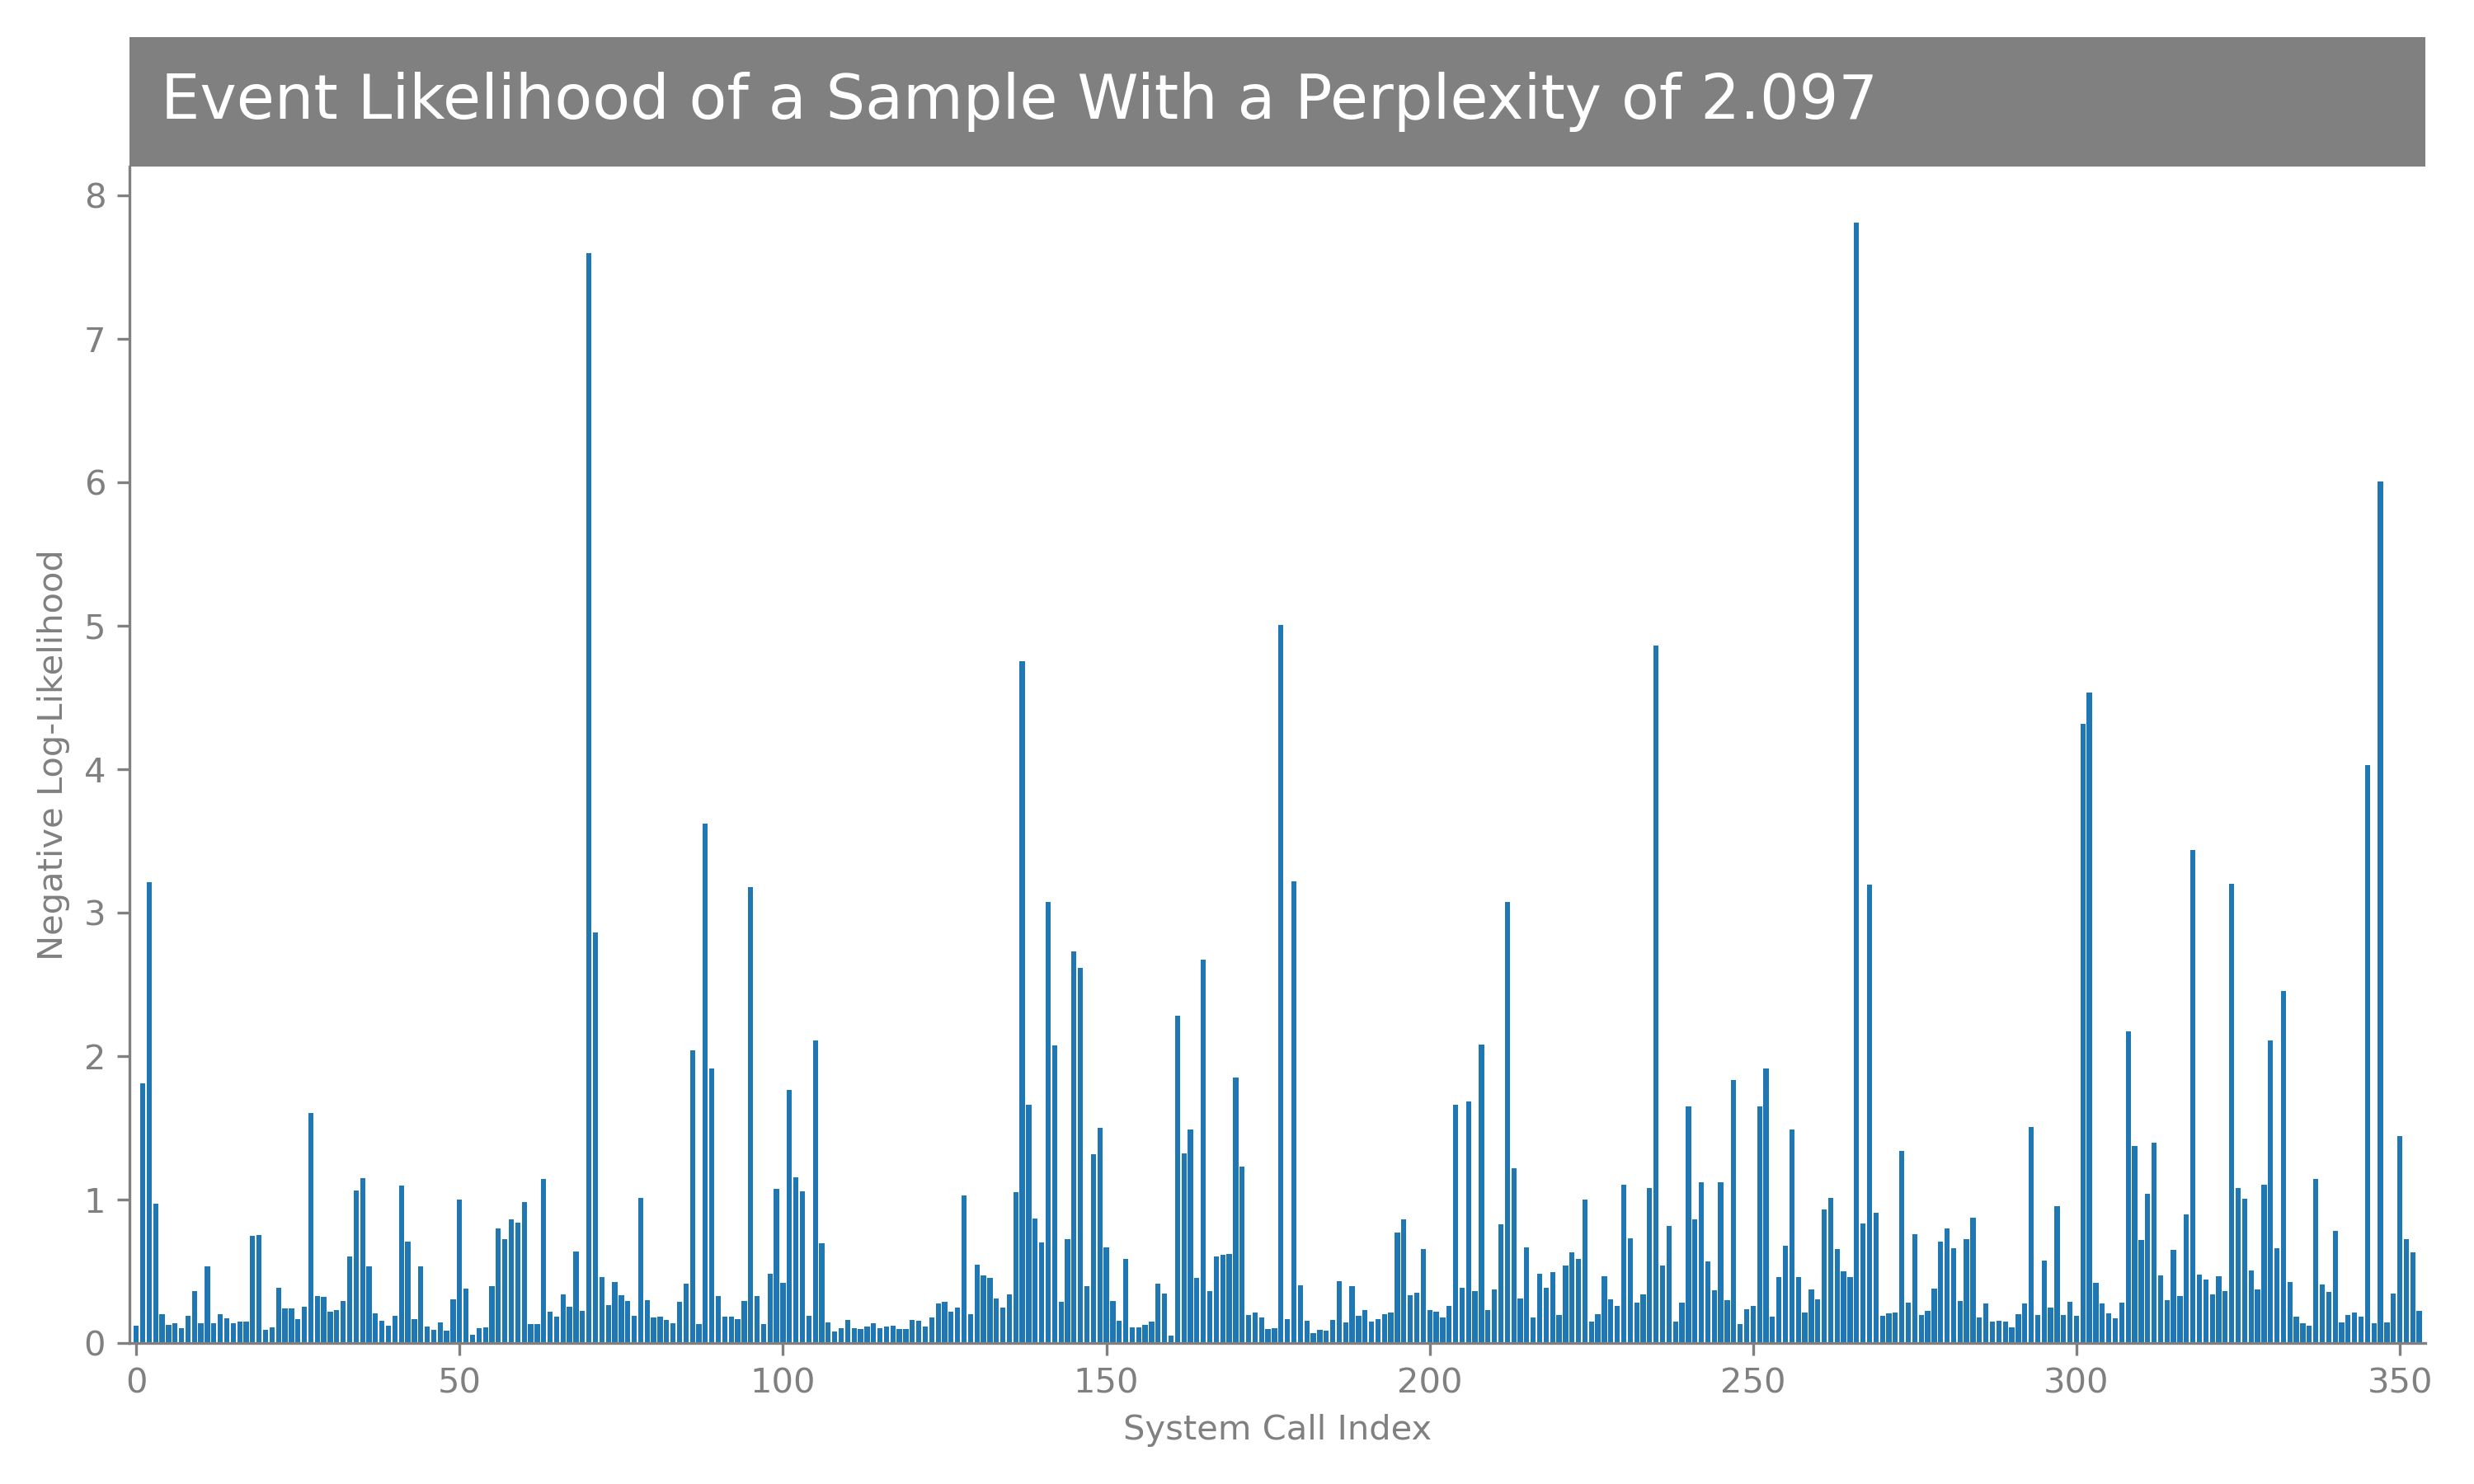 Event Likelihood of a Sample With a Perplexity of 2.097
8
7
6
5
4
3
2
1
0
Negative Log-Likelihood
0 50 100 150 200 250 300 350
System Call Index